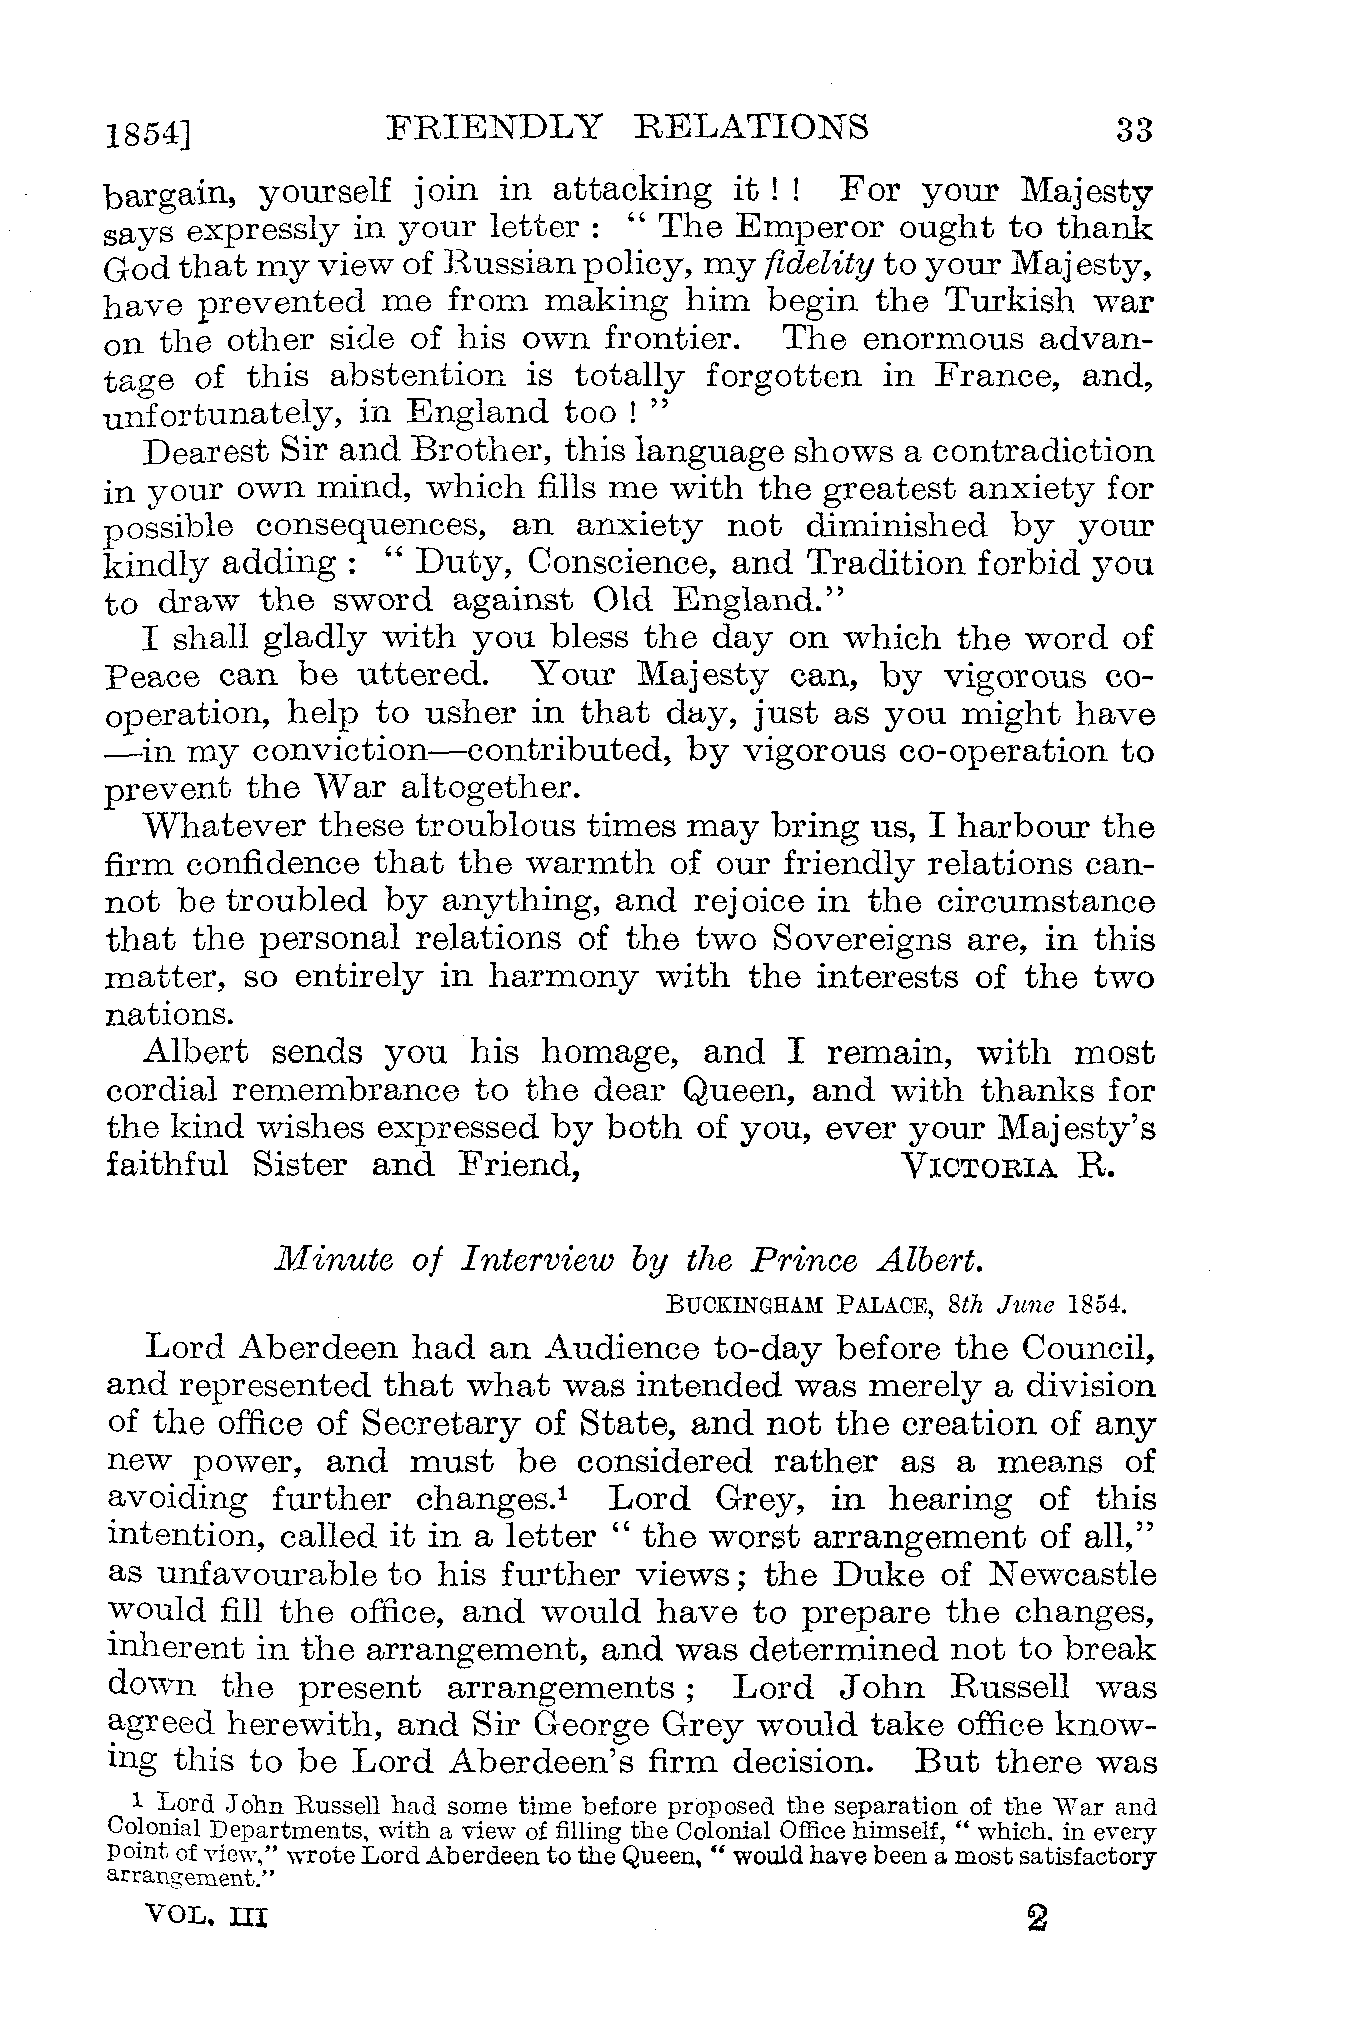 1854] FRIENDLY RELATIONS 33
bargain, yourself join in attacking it ! ! For your Majesty
says expressly in your letter : “ The Emperor ought to thank
God that my view of Russian policy, my fidelity to your Majesty,
have prevented me from making him begin the Turkish war
on the other side of his own frontier. The enormous advan-
tage of this abstention is totally forgotten in France, and,
unfortunately, in England too ! ”
Dearest Sir and Brother, this language shows a contradiction
in your own mind, which fills me with the greatest anxiety for
possible consequences, an anxiety not diminished by your
kindly adding : “ Duty, Conscience, and Tradition forbid you
to draw the sword against Old England.”
I shall gladly with you bless the day on which the word of
Peace can be uttered. Your Majesty can, by vigorous co-
operation, help to usher in that day, just as you might have
—in my conviction—contributed, by vigorous co-operation to
prevent the War altogether.
Whatever these troublous times may bring us, I harbour the
firm confidence that the warmth of our friendly relations can-
not be troubled by anything, and rejoice in the circumstance
that the personal relations of the two Sovereigns are, in this
matter, so entirely in harmony with the interests of the two
nations.
Albert sends you his homage, and I remain, with most
cordial remembrance to the dear Queen, and with thanks for
the kind wishes expressed by both of you, ever your Majesty’s
faithful Sister and Friend, VICTORIA R.
Minute of Interview by the Prince Albert.
BUCKINGHAM PALACE, 8th June 1854.
Lord Aberdeen had an Audience to-day before the Council,
and represented that what was intended was merely a division
of the office of Secretary of State, and not the creation of any
new power, and must be considered rather as a means of
avoiding further changes.¹ Lord Grey, in hearing of this
intention, called it in a letter “ the worst arrangement of all,”
as unfavourable to his further views; the Duke of Newcastle
would fill the office, and would have to prepare the changes,
inherent in the arrangement, and was determined not to break
down the present arrangements ; Lord John Russell was
agreed herewith, and Sir George Grey would take office know-
ing this to be Lord Aberdeen’s firm decision. But there was
¹ Lord John Russell had some time before proposed the separation of the War and
Colonial Departments, with a view of filling the Colonial Office himself, “ which, in every
point of view,” wrote Lord Aberdeen to the Queen, “ would have been a most satisfactory
arrangement.”
VOL. III 2